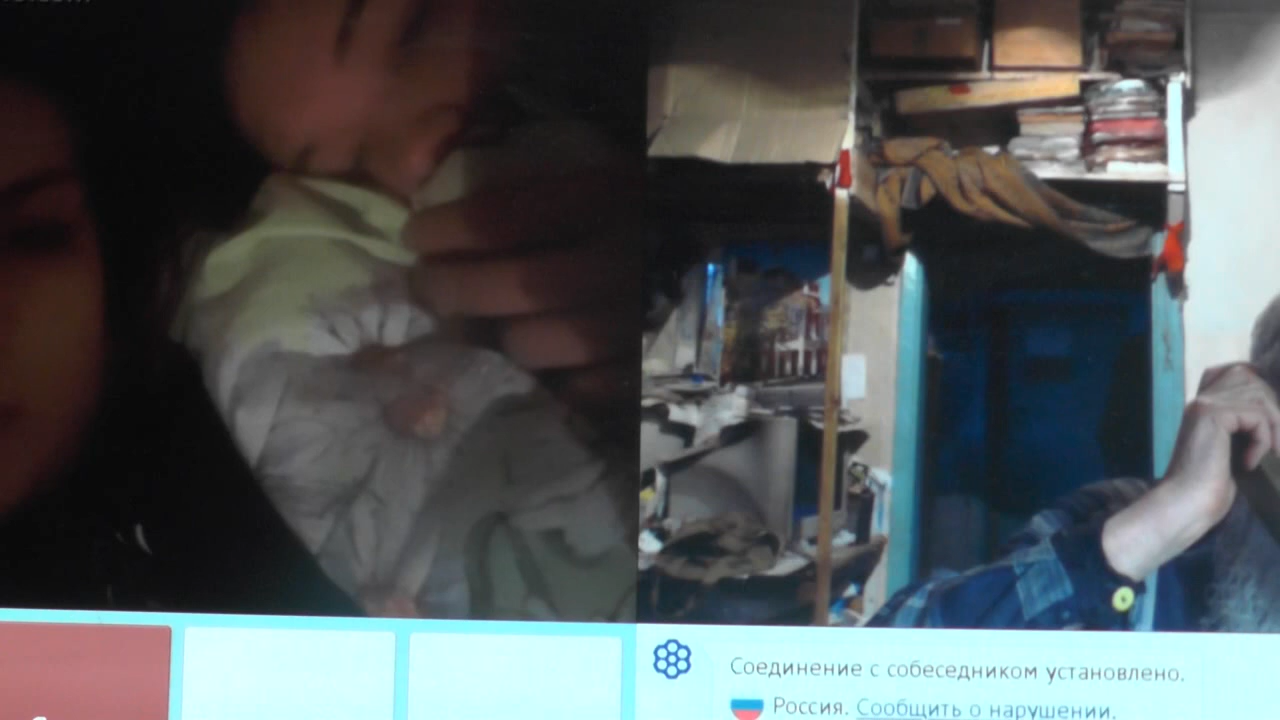 Соединение с собеседником установлено.
Россия. Сообщить о нарушении.